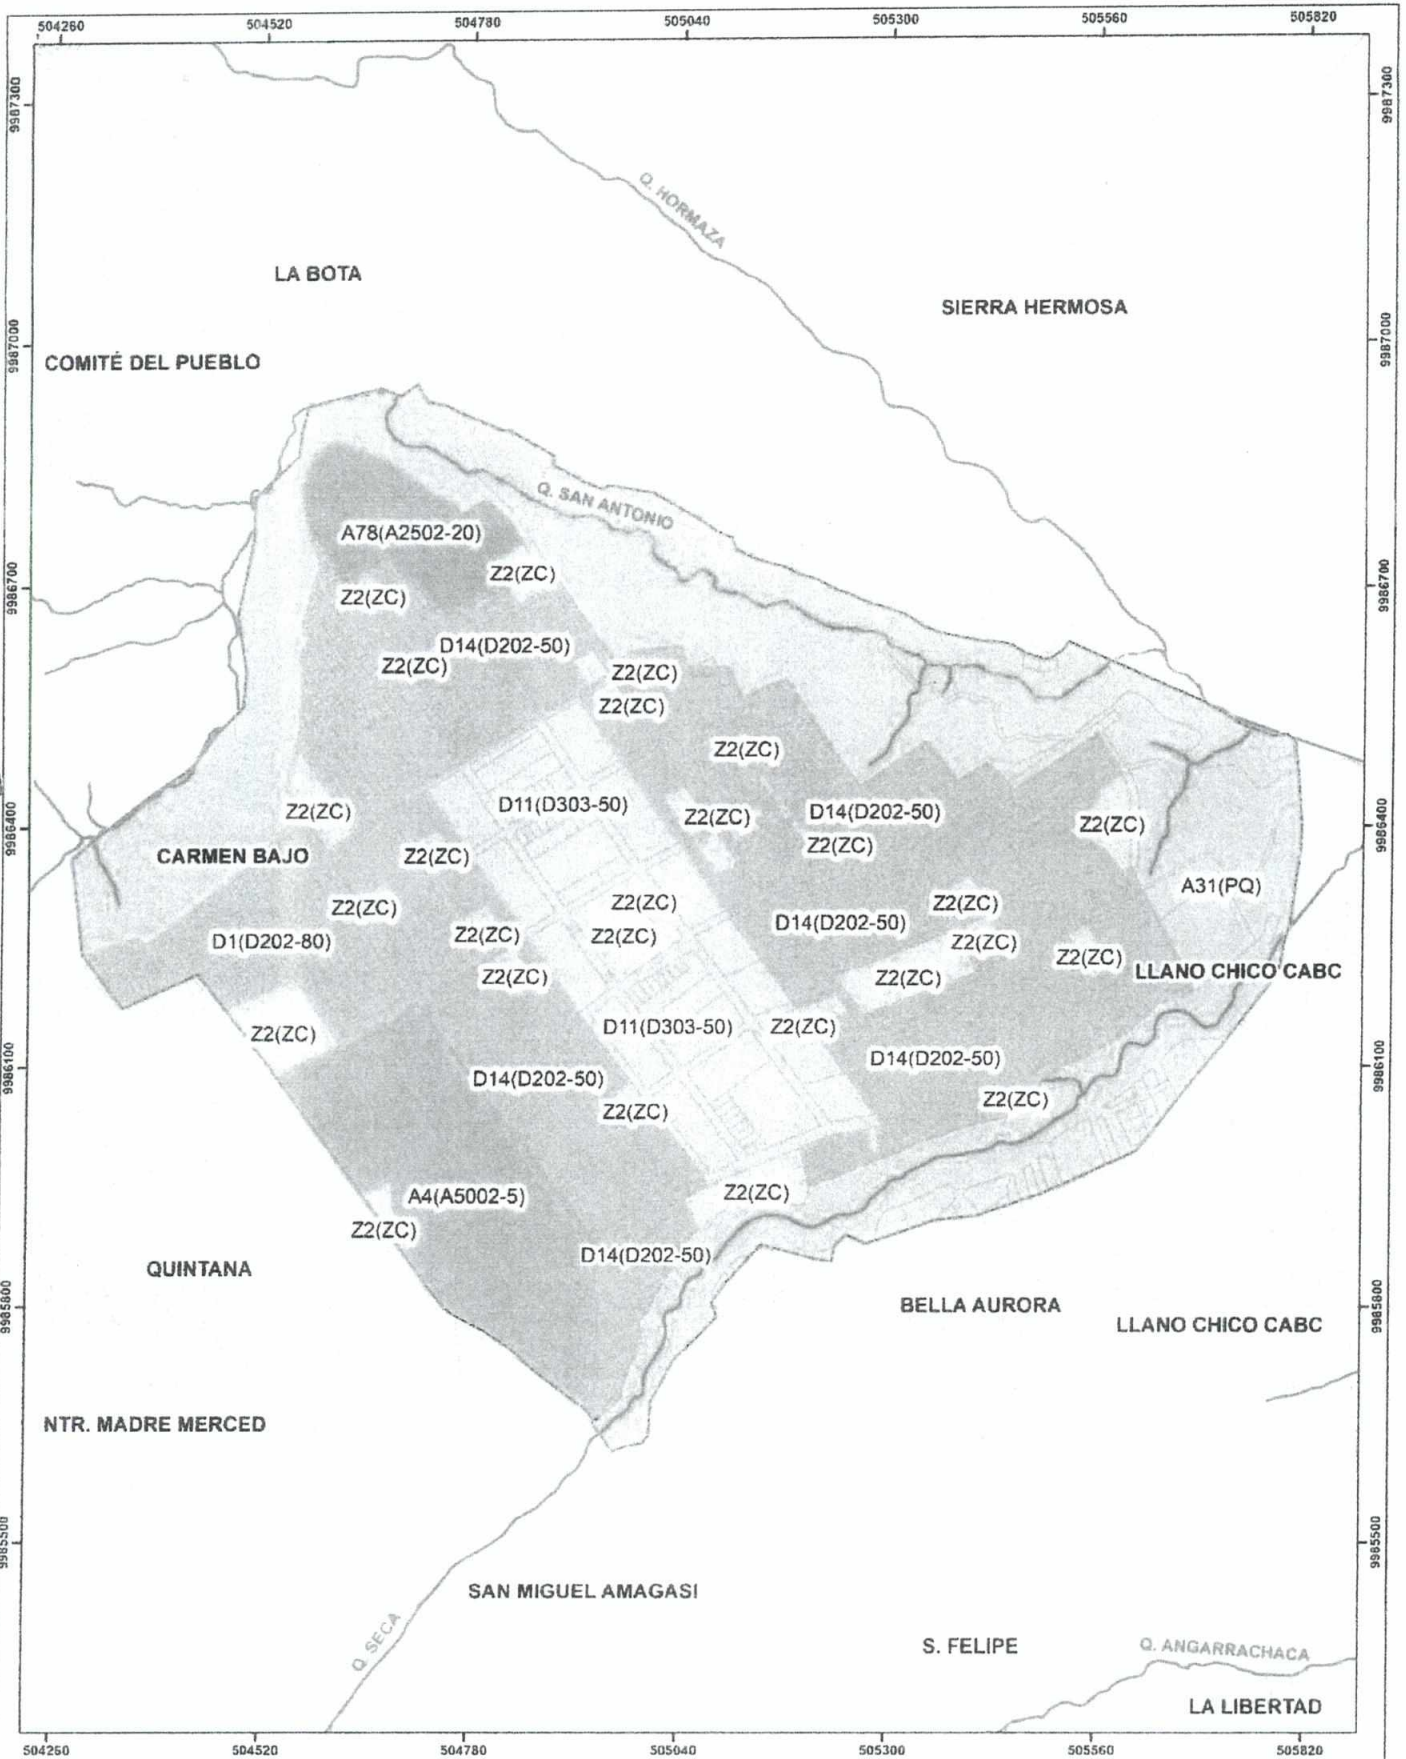 504260 504520 504780 505040 505300 505560 505820
9987300 9987300
Q. HORMAZA
LA BOTA
SIERRA HERMOSA
9987000 9987000
COMITÉ DEL PUEBLO
Q. SAN ANTONIO
A78(A2502-20)
Z2(ZC)
9986700 9986700
Z2(ZC)
D14(D202-50)
Z2(ZC)
Z2(ZC)
Z2(ZC)
Z2(ZC)
D11(D303-50)
Z2(ZC)
Z2(ZC)
D14(D202-50)
Z2(ZC)
9986400 9986400
Z2(ZC)
CARMEN BAJO
Z2(ZC)
A31(PQ)
Z2(ZC)
Z2(ZC)
Z2(ZC)
D14(D202-50)
Z2(ZC)
Z2(ZC)
D1(D202-80)
Z2(ZC)
Z2(ZC)
Z2(ZC)
Z2(ZC)
LLANO CHICO CABC
Z2(ZC)
D11(D303-50)
Z2(ZC)
Z2(ZC)
D14(D202-50)
9986100 9986100
D14(D202-50)
Z2(ZC)
Z2(ZC)
Z2(ZC)
A4(A5002-5)
Z2(ZC)
D14(D202-50)
QUINTANA
BELLA AURORA
9985800 9985800
LLANO CHICO CABC
NTR. MADRE MERCED
9985500 9985500
SAN MIGUEL AMAGASI
Q. SECA
S. FELIPE
Q. ANGARRACHACA
LA LIBERTAD
504260 504520 504780 505040 505300 505560 505820